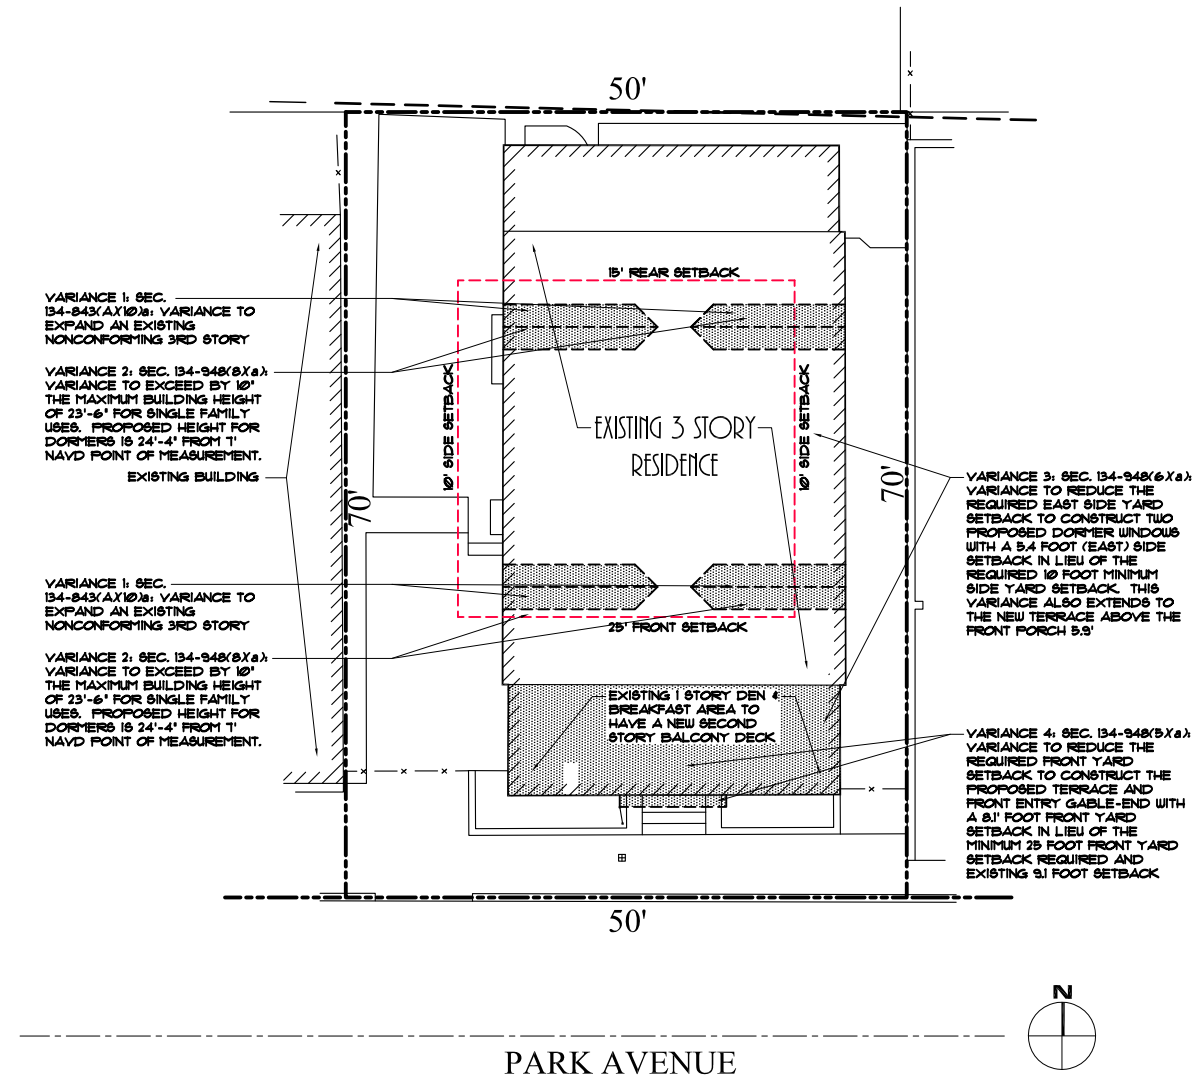 50'
15' REAR SETBACK
VARIANCE 1: SEC.
134-843(A)(10)a: VARIANCE TO
EXPAND AN EXISTING
NONCONFORMING 3RD STORY
VARIANCE 2: SEC. 134-948(8)(a):
VARIANCE TO EXCEED BY 10"
THE MAXIMUM BUILDING HEIGHT
OF 23'-6" FOR SINGLE FAMILY
USES. PROPOSED HEIGHT FOR
DORMERS IS 24'-4" FROM 7'
NAVD POINT OF MEASUREMENT.
EXISTING BUILDING
10' SIDE SETBACK
EXISTING 3 STORY
RESIDENCE
10' SIDE SETBACK
70'
70'
VARIANCE 3: SEC. 134-948(6)(a):
VARIANCE TO REDUCE THE
REQUIRED EAST SIDE YARD
SETBACK TO CONSTRUCT TWO
PROPOSED DORMER WINDOWS
WITH A 5.4 FOOT (EAST) SIDE
SETBACK IN LIEU OF THE
REQUIRED 10 FOOT MINIMUM
SIDE YARD SETBACK. THIS
VARIANCE ALSO EXTENDS TO
THE NEW TERRACE ABOVE THE
FRONT PORCH 5.9'
VARIANCE 1: SEC.
134-843(A)(10)a: VARIANCE TO
EXPAND AN EXISTING
NONCONFORMING 3RD STORY
25' FRONT SETBACK
VARIANCE 2: SEC. 134-948(8)(a):
VARIANCE TO EXCEED BY 10"
THE MAXIMUM BUILDING HEIGHT
OF 23'-6" FOR SINGLE FAMILY
USES. PROPOSED HEIGHT FOR
DORMERS IS 24'-4" FROM 7'
NAVD POINT OF MEASUREMENT.
EXISTING 1 STORY DEN &
BREAKFAST AREA TO
HAVE A NEW SECOND
STORY BALCONY DECK
VARIANCE 4: SEC. 134-948(5)(a):
VARIANCE TO REDUCE THE
REQUIRED FRONT YARD
SETBACK TO CONSTRUCT THE
PROPOSED TERRACE AND
FRONT ENTRY GABLE-END WITH
A 8.1' FOOT FRONT YARD
SETBACK IN LIEU OF THE
MINIMUM 25 FOOT FRONT YARD
SETBACK REQUIRED AND
EXISTING 9.1 FOOT SETBACK
50'
N
PARK AVENUE